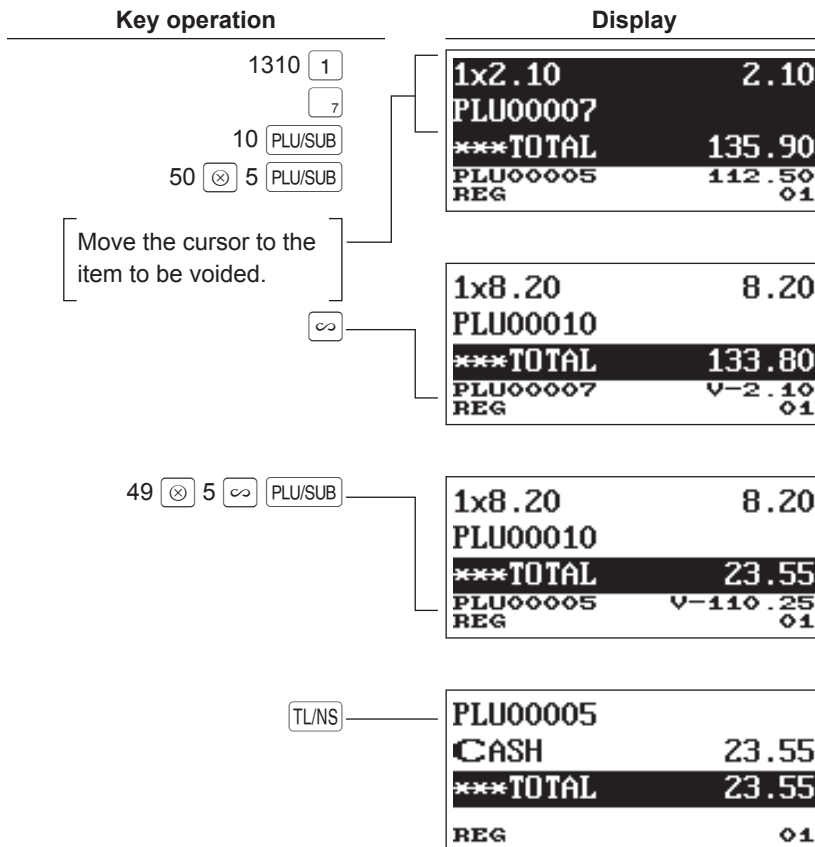 Key operation
Display
1310 1
7
10 PLU/SUB
50 ⊗ 5 PLU/SUB
Move the cursor to the
item to be voided.
1x2.10 2.10
PLU00007
***TOTAL 135.90
PLU00005 112.50
REG 01
∽
1x8.20 8.20
PLU00010
***TOTAL 133.80
PLU00007 V-2.10
REG 01
49 ⊗ 5 ∽ PLU/SUB
1x8.20 8.20
PLU00010
***TOTAL 23.55
PLU00005 V-110.25
REG 01
TL/NS
PLU00005
CASH 23.55
***TOTAL 23.55
REG 01